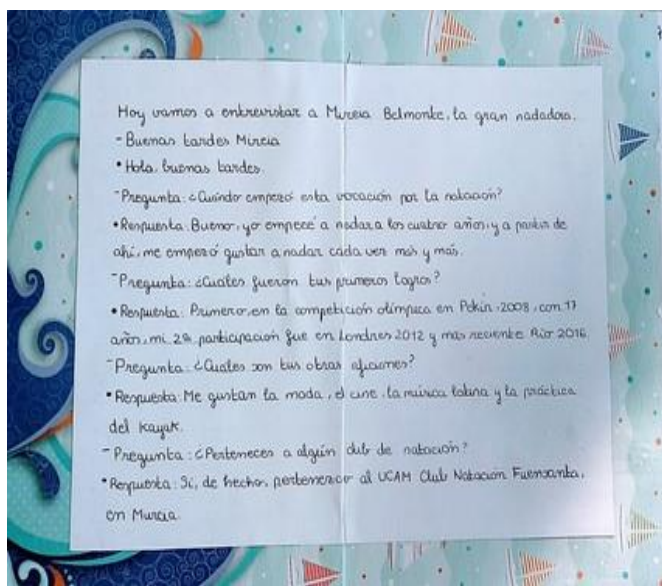 Hoy vamos a entrevistar a Mireia Belmonte, la gran nadadora.
- Buenas tardes Mireia
• Hola, buenas tardes.
- Pregunta: ¿Cuándo empezó esta vocación por la natación?
• Respuesta: Bueno, yo empecé a nadar a los cuatro años, y a partir de
ahí, me empezó gustar a nadar cada vez más y más.
- Pregunta: ¿Cuales fueron tus primeros logros?
• Respuesta: Primero, en la competición olímpica en Pekín, 2008, con 17
años, mi 2ª participación fue en Londres 2012 y mas reciente Rio 2016.
- Pregunta: ¿Cuales son tus otras aficiones?
• Respuesta: Me gustan la moda, el cine, la música latina y la práctica
del Kayak.
- Pregunta: ¿Perteneces a algún club de natación?
• Respuesta: Si, de hecho, pertenezco al UCAM Club Natación Fuensanta,
en Murcia.